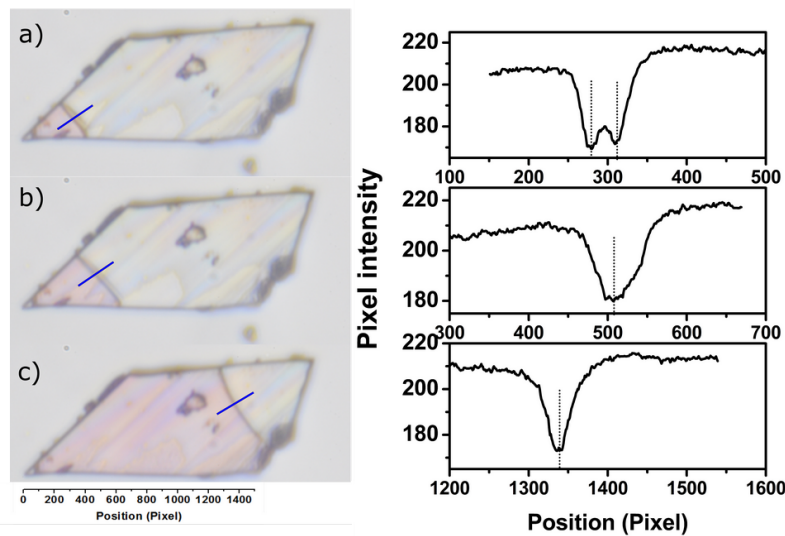 a)
b)
c)
0 200 400 600 800 1000 1200 1400
Position (Pixel)
Pixel intensity
220
200
180
100 200 300 400 500
220
200
180
300 400 500 600 700
220
200
180
1200 1300 1400 1500 1600
Position (Pixel)